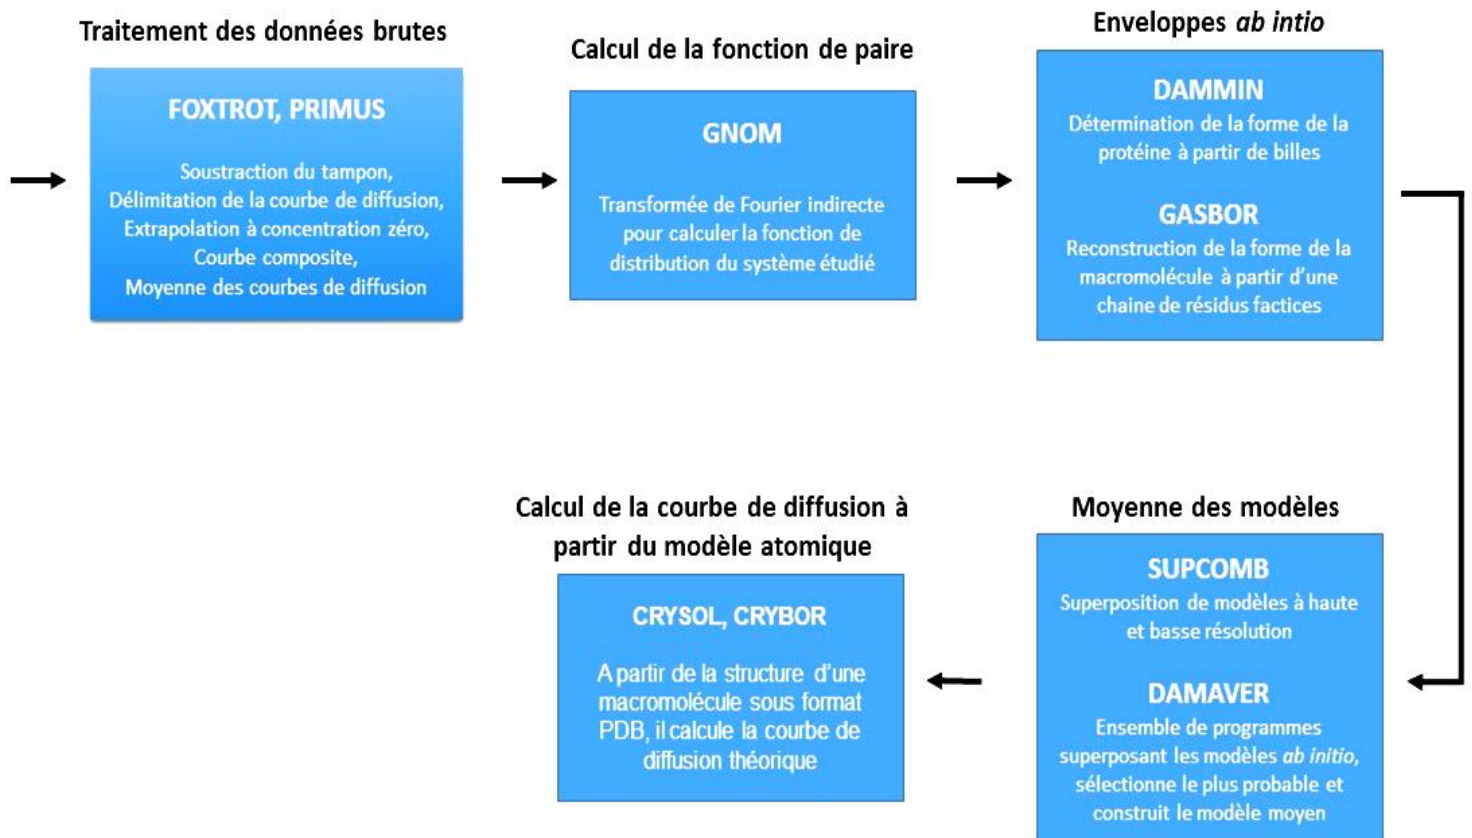 Traitement des données brutes
FOXTROT, PRIMUS
Soustraction du tampon,
Délimitation de la courbe de diffusion,
Extrapolation à concentration zéro,
Courbe composite,
Moyenne des courbes de diffusion
Calcul de la fonction de paire
GNOM
Transformée de Fourier indirecte
pour calculer la fonction de
distribution du système étudié
Enveloppes ab intio
DAMMIN
Détermination de la forme de la
protéine à partir de billes
GASBOR
Reconstruction de la forme de la
macromolécule à partir d'une
chaine de résidus factices
Moyenne des modèles
SUPCOMB
Superposition de modèles à haute
et basse résolution
DAMAVER
Ensemble de programmes
superposant les modèles ab initio,
sélectionne le plus probable et
construit le modèle moyen
Calcul de la courbe de diffusion à
partir du modèle atomique
CRYSOL, CRYBOR
A partir de la structure d'une
macromolécule sous format
PDB, il calcule la courbe de
diffusion théorique